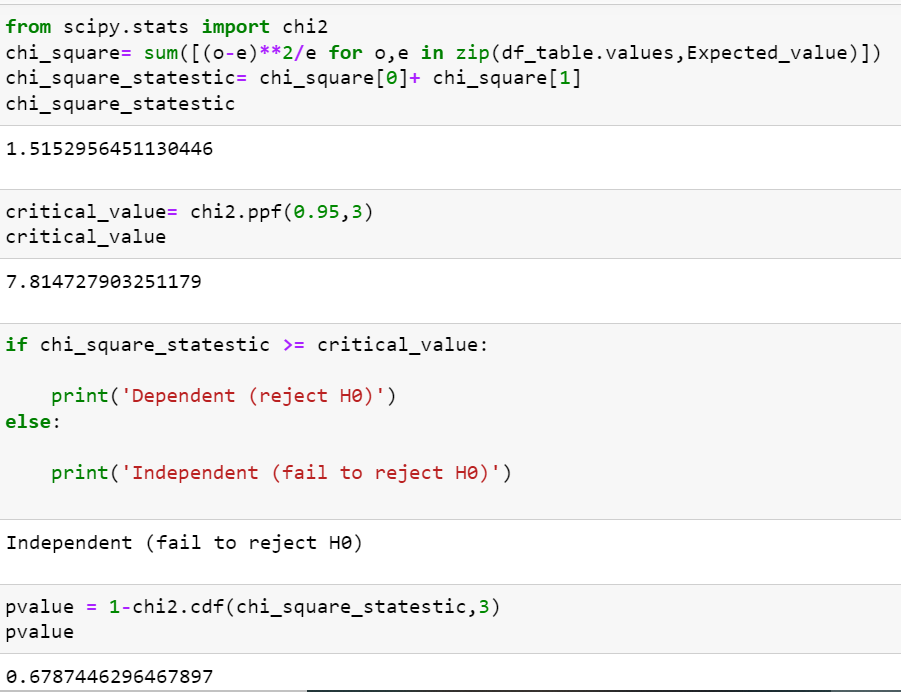 from scipy.stats import chi2
chi_square= sum([(o-e)**2/e for o,e in zip(df_table.values,Expected_value)])
chi_square_statestic= chi_square[0]+ chi_square[1]
chi_square_statestic
1.5152956451130446
critical_value= chi2.ppf(0.95,3)
critical_value
7.814727903251179
if chi_square_statestic >= critical_value:
    print('Dependent (reject H0)')
else:
    print('Independent (fail to reject H0)')
Independent (fail to reject H0)
pvalue = 1-chi2.cdf(chi_square_statestic,3)
pvalue
0.6787446296467897